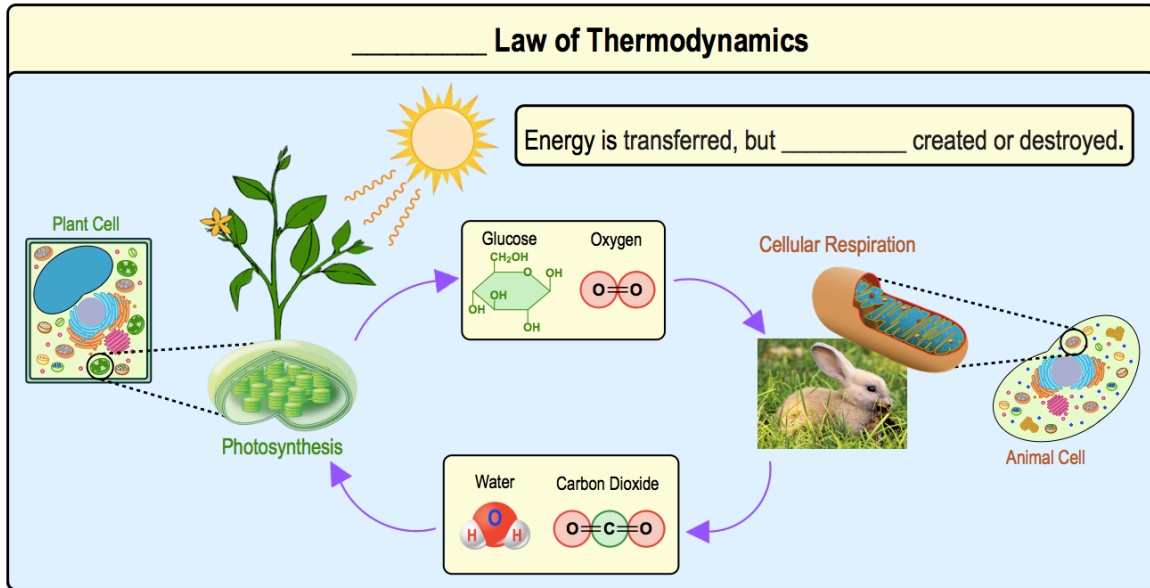 _________ Law of Thermodynamics
Energy is transferred, but __________ created or destroyed.
Plant Cell
Glucose
Oxygen
CH₂OH
O
OH
OH
OH
OH
O=O
Cellular Respiration
Photosynthesis
Animal Cell
Water
Carbon Dioxide
O
H
H
O=C=O